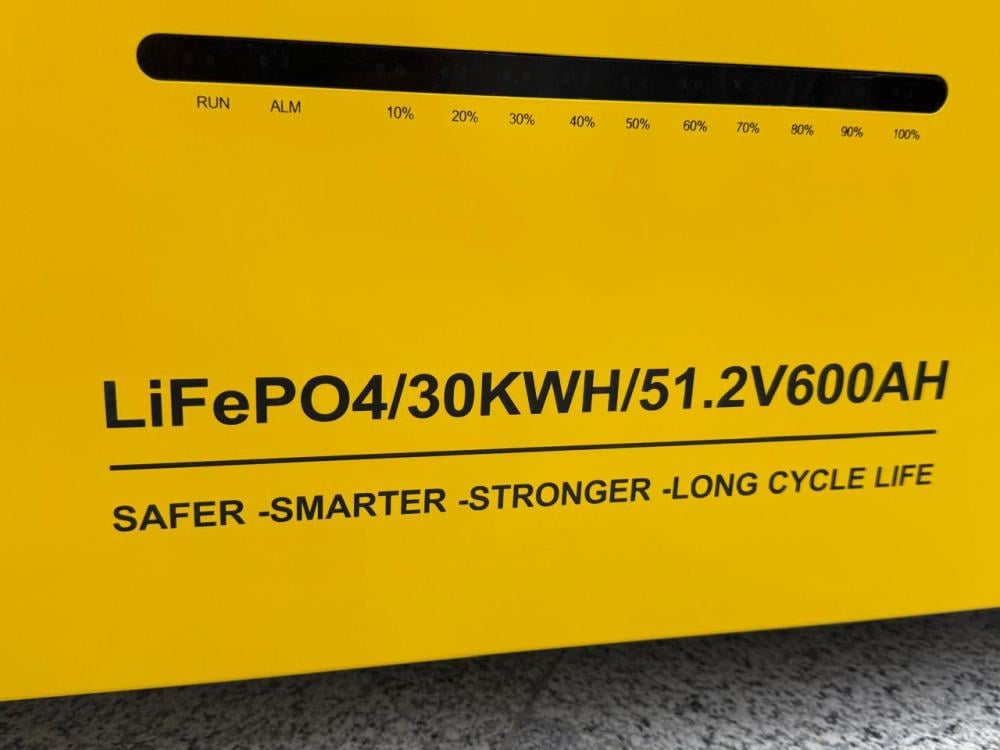 RUN ALM 10% 20% 30% 40% 50% 60% 70% 80% 90% 100%
LiFePO4/30KWH/51.2V600AH
SAFER -SMARTER -STRONGER -LONG CYCLE LIFE